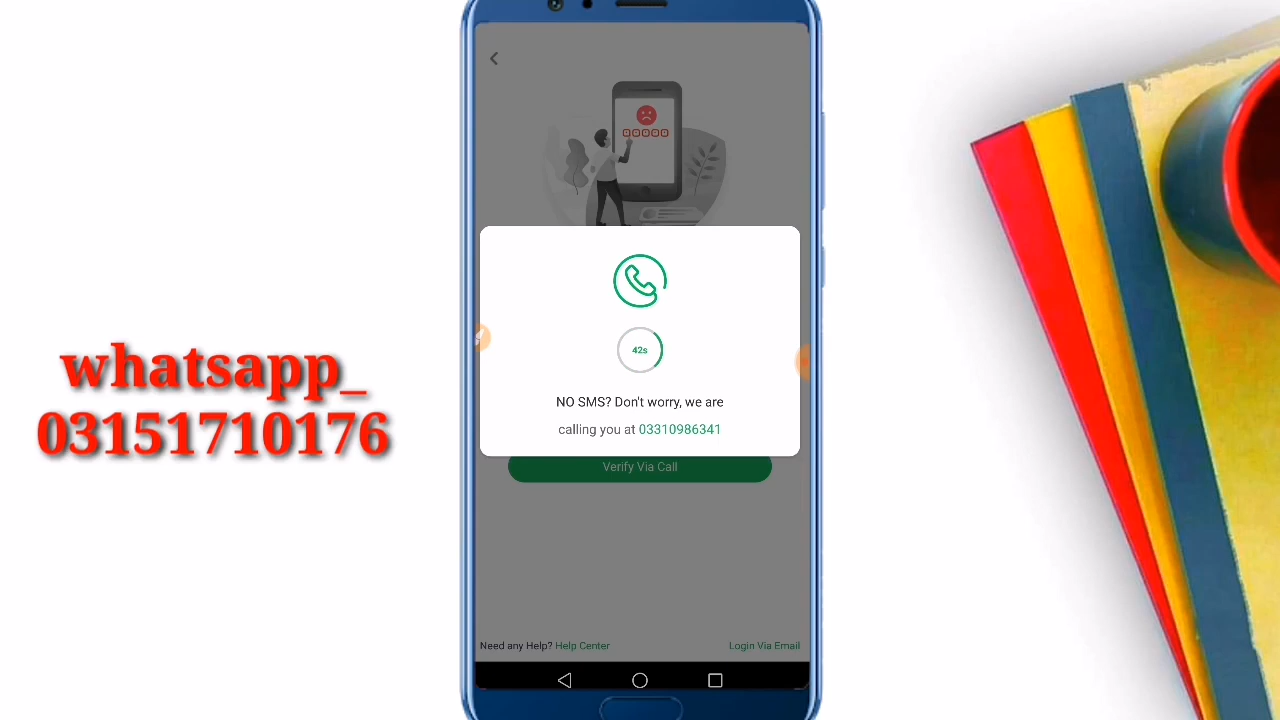 whatsapp_
03151710176
42s
NO SMS? Don't worry, we are
calling you at 03310986341
Verify Via Call
Need any Help? Help Center
Login Via Email